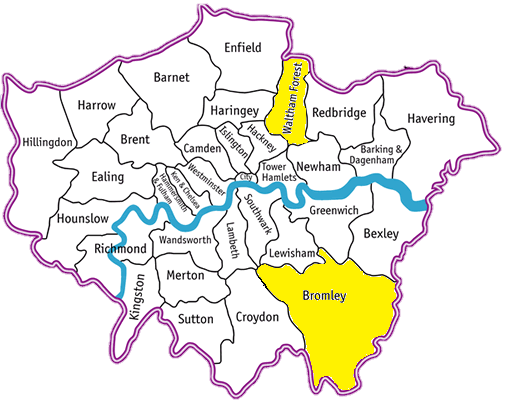 Enfield
Barnet
Waltham Forest
Harrow
Haringey
Redbridge
Havering
Hillingdon
Brent
Camden
Islington
Hackney
Barking &
Dagenham
Ealing
Westminster
Tower
Hamlets
Newham
Ken & Chelsea
Hammersmith
& Fulham
City
Hounslow
Southwark
Greenwich
Richmond
Wandsworth
Lambeth
Lewisham
Bexley
Merton
Kingston
Bromley
Sutton
Croydon